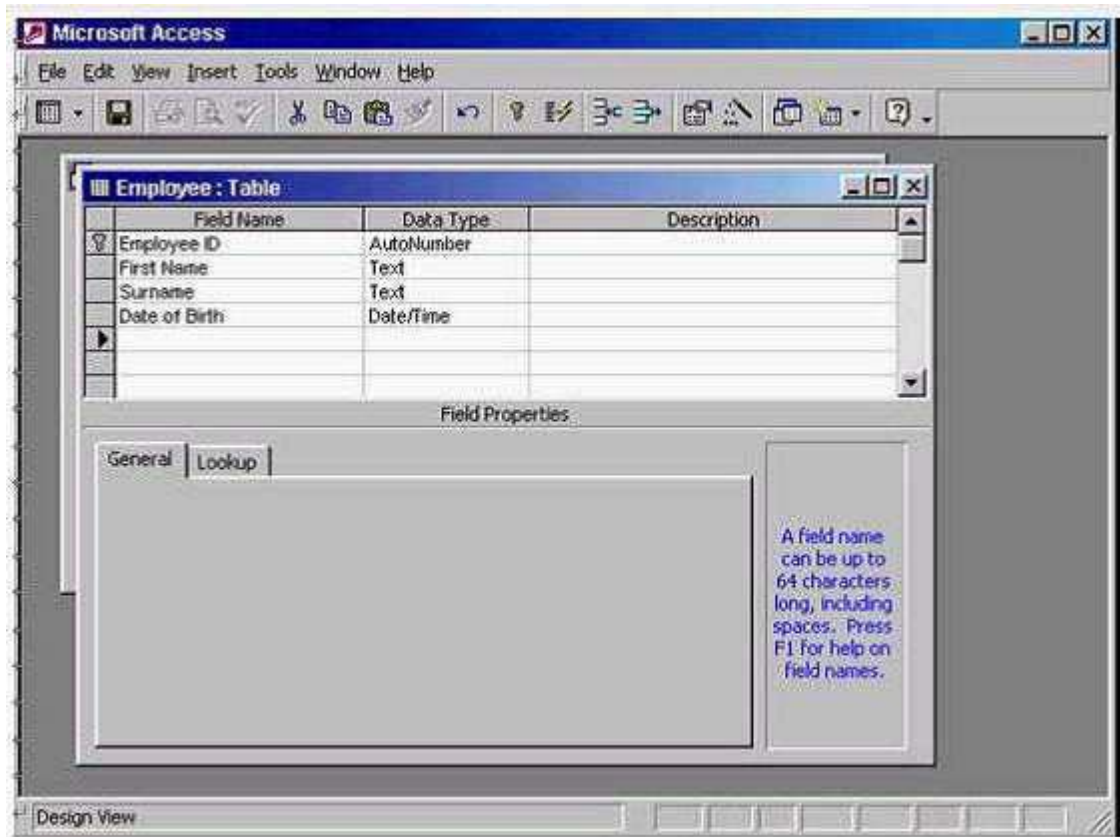 Microsoft Access
File Edit View Insert Tools Window Help
Employee : Table
Field Name Data Type Description
Employee ID AutoNumber
First Name Text
Surname Text
Date of Birth Date/Time
Field Properties
General Lookup
A field name
can be up to
64 characters
long, including
spaces. Press
F1 for help on
field names.
Design View